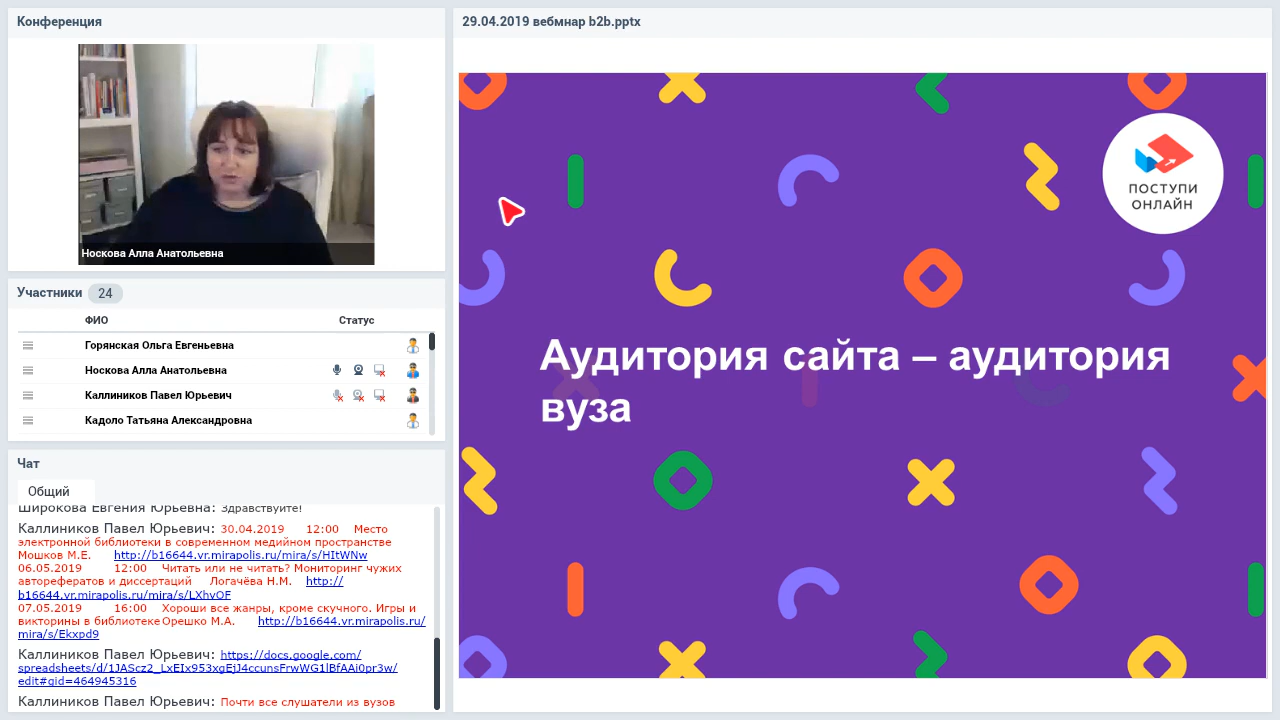 Конференция
Носкова Алла Анатольевна
Участники 24
ФИО Статус
Горянская Ольга Евгеньевна
Носкова Алла Анатольевна
Каллиников Павел Юрьевич
Кадоло Татьяна Александровна
Чат
Общий
Широкова Евгения Юрьевна: Здравствуйте!
Каллиников Павел Юрьевич: 30.04.2019 12:00 Место
электронной библиотеки в современном медийном пространстве
Мошков М.Е. http://b16644.vr.mirapolis.ru/mira/s/HItWNw
06.05.2019 12:00 Читать или не читать? Мониторинг чужих
авторефератов и диссертаций Логачёва Н.М. http://
b16644.vr.mirapolis.ru/mira/s/LXhvOF
07.05.2019 16:00 Хороши все жанры, кроме скучного. Игры и
викторины в библиотеке Орешко М.А. http://b16644.vr.mirapolis.ru/
mira/s/Ekxpd9
Каллиников Павел Юрьевич: https://docs.google.com/
spreadsheets/d/1JAScz2_LxEIx953xgEjJ4ccunsFrwWG1lBfAAi0pr3w/
edit#gid=464945316
Каллиников Павел Юрьевич: Почти все слушатели из вузов
29.04.2019 вебмнар b2b.pptx
ПОСТУПИ
ОНЛАЙН
Аудитория сайта – аудитория
вуза